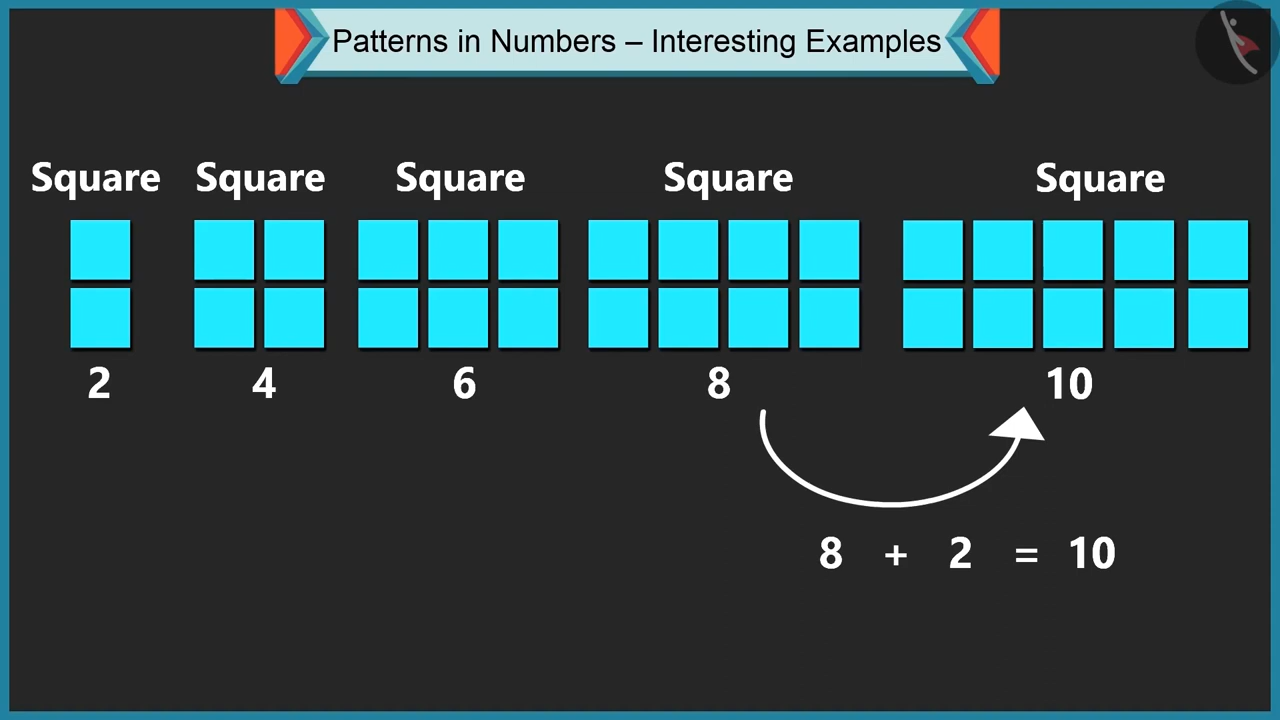 Patterns in Numbers – Interesting Examples
Square Square Square Square Square
2 4 6 8 10
8 + 2 = 10